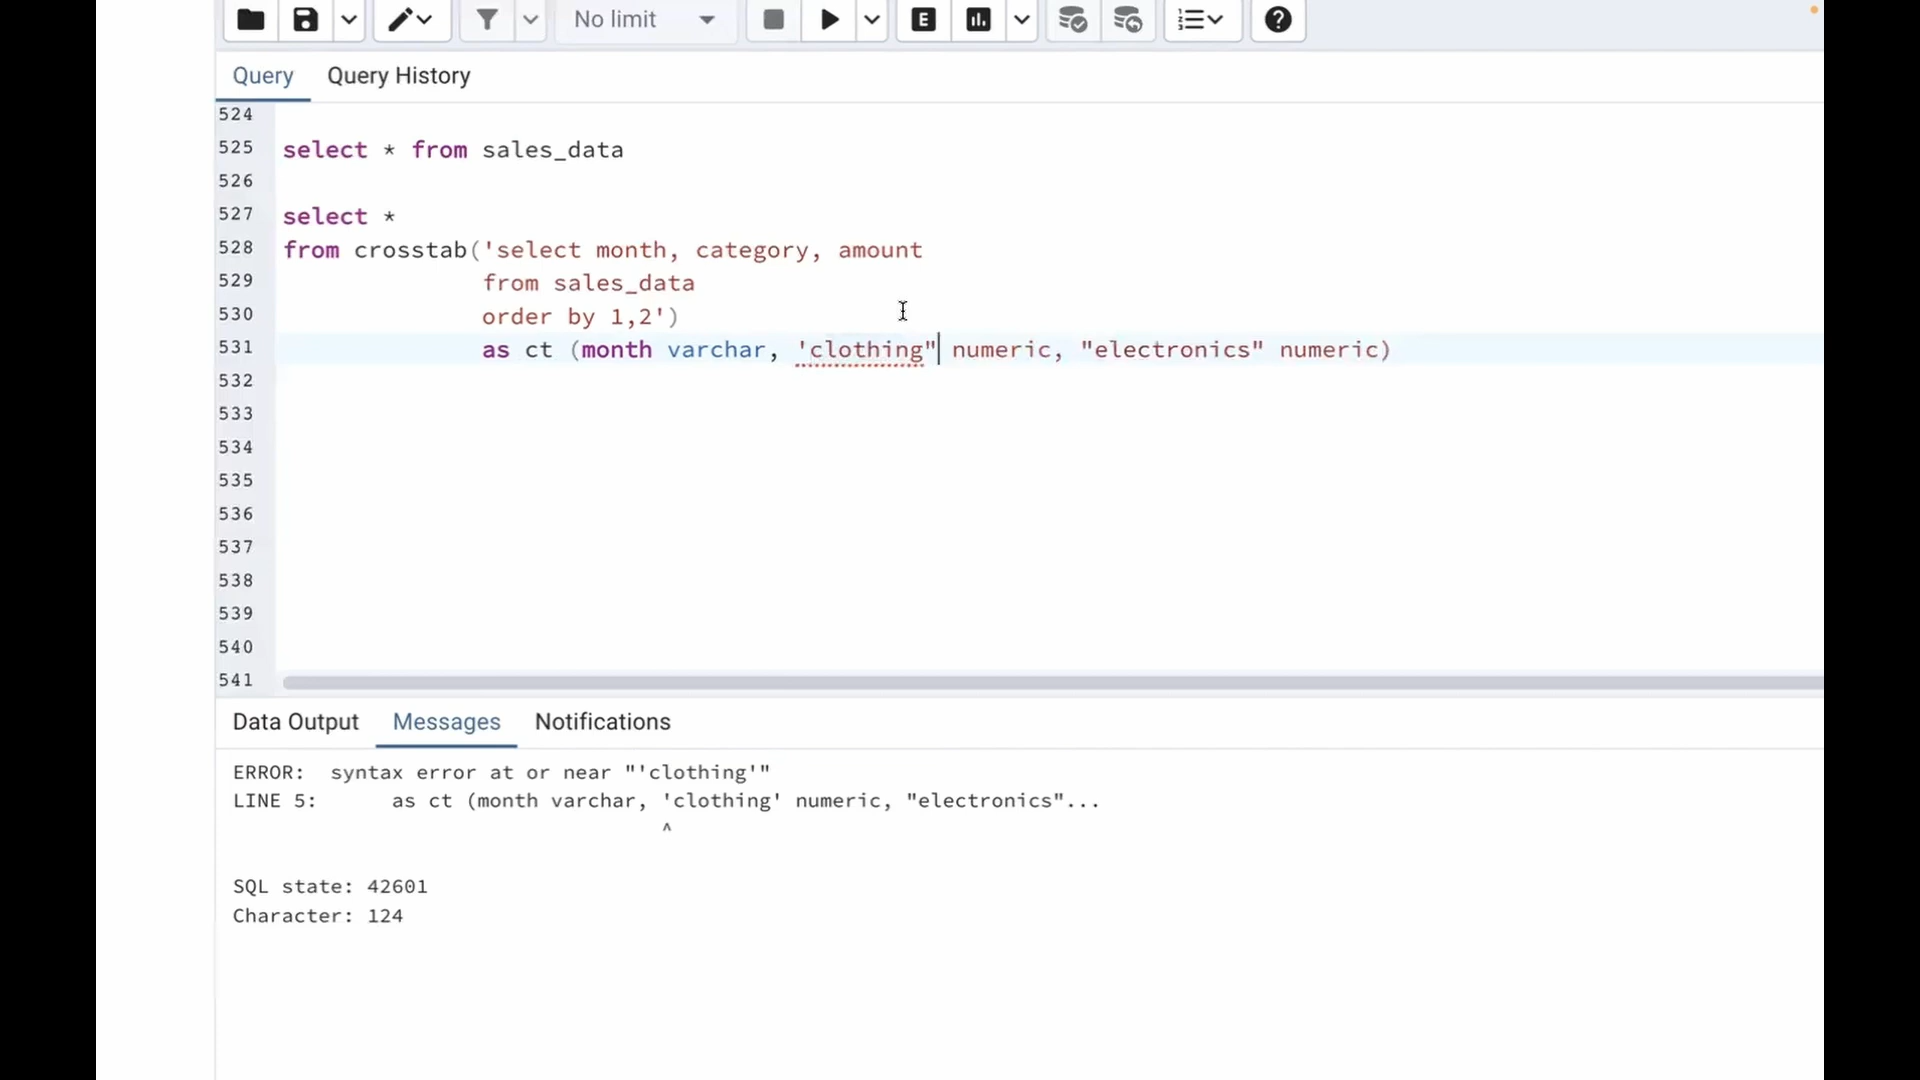 No limit
Query Query History
524
525 select * from sales_data
526
527 select *
528 from crosstab('select month, category, amount
529 from sales_data
530 order by 1,2')
531 as ct (month varchar, 'clothing" numeric, "electronics" numeric)
532
533
534
535
536
537
538
539
540
541
Data Output Messages Notifications
ERROR: syntax error at or near "'clothing'"
LINE 5: as ct (month varchar, 'clothing' numeric, "electronics"...
^
SQL state: 42601
Character: 124